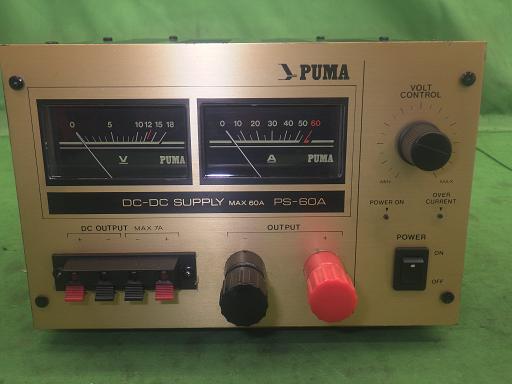 PUMA
VOLT
CONTROL
MIN
MAX
0 5 10 12 15 18
V
PUMA
0 10 20 30 40 50 60
A
PUMA
DC-DC SUPPLY MAX 60A PS-60A
POWER ON
OVER
CURRENT
DC OUTPUT MAX 7A
+ − − +
OUTPUT
− +
POWER
ON
OFF